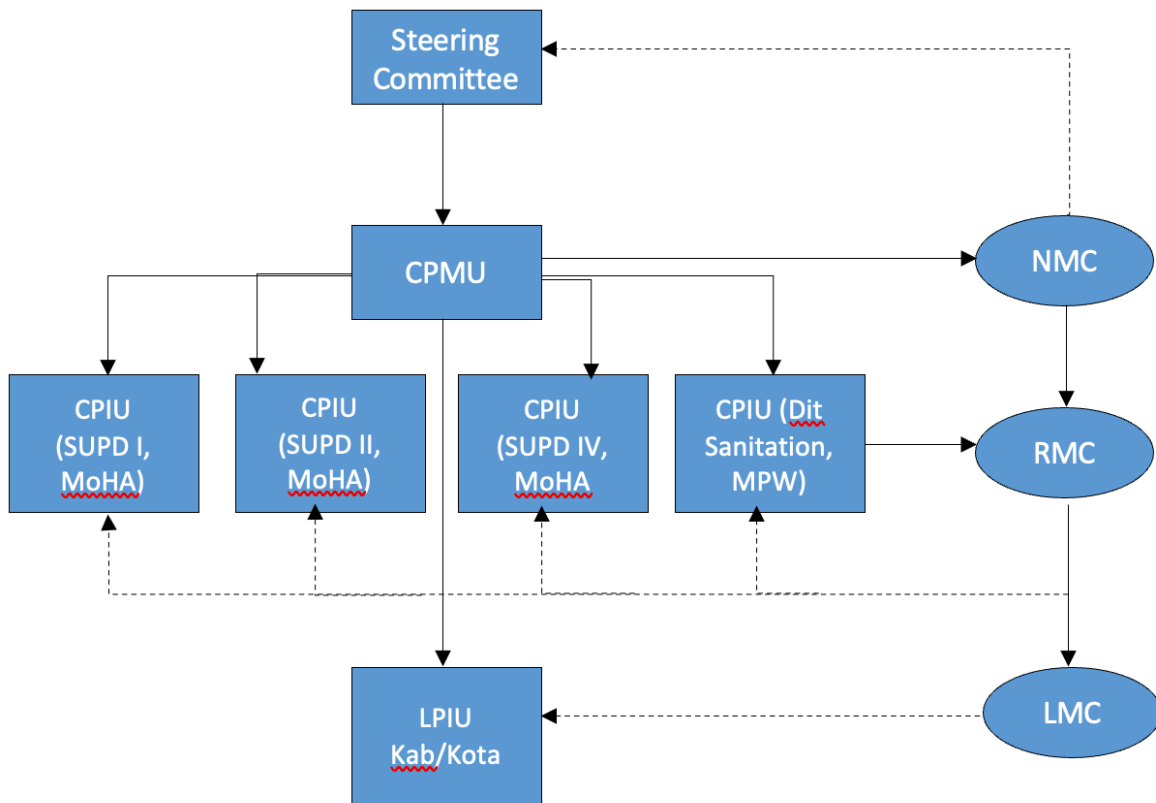 Steering
Committee
CPMU
NMC
CPIU
(SUPD I,
MoHA)
CPIU
(SUPD II,
MoHA)
CPIU
(SUPD IV,
MoHA
CPIU (Dit
Sanitation,
MPW)
RMC
LPIU
Kab/Kota
LMC